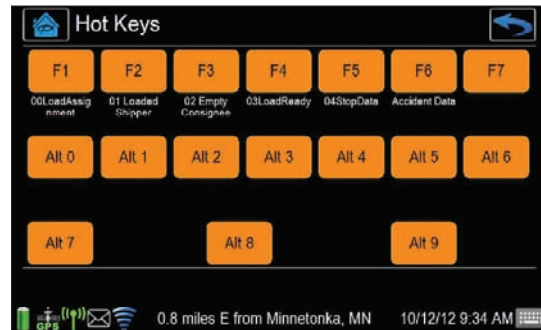 Hot Keys
F1 F2 F3 F4 F5 F6 F7
00LoadAssig 01 Loaded 02 Empty 03LoadReady 04StopData Accident Data
nment Shipper Consignee
Alt 0 Alt 1 Alt 2 Alt 3 Alt 4 Alt 5 Alt 6
Alt 7 Alt 8 Alt 9
GPS 0.8 miles E from Minnetonka, MN 10/12/12 9:34 AM